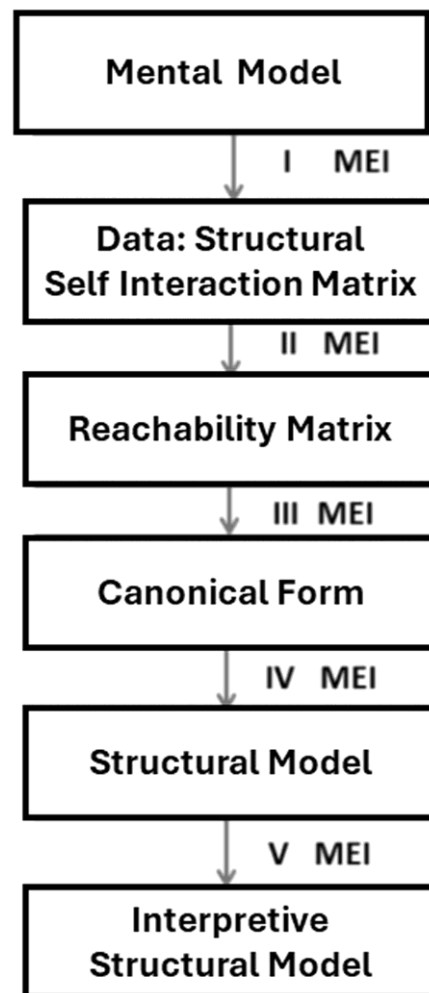 Mental Model
I MEI
Data: Structural
Self Interaction Matrix
II MEI
Reachability Matrix
III MEI
Canonical Form
IV MEI
Structural Model
V MEI
Interpretive
Structural Model